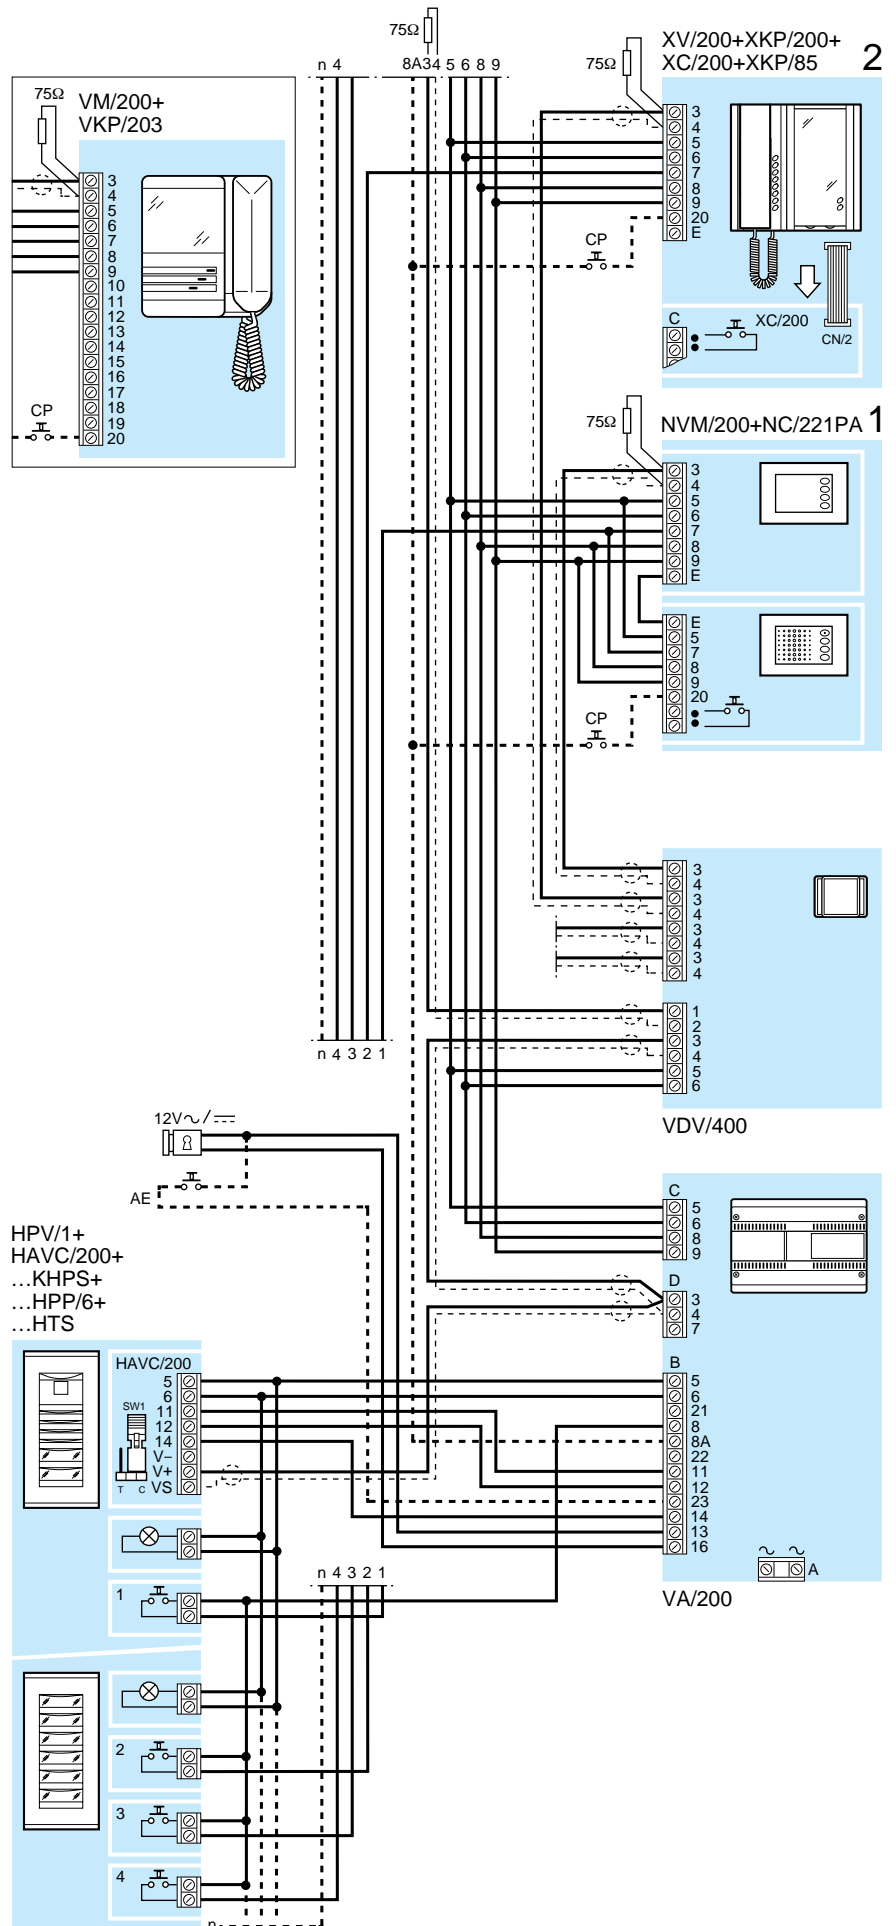 75Ω
n 4 8A 3 4 5 6 8 9
XV/200+XKP/200+
XC/200+XKP/85
2
75Ω
3
4
5
6
7
8
9
20
E
CP
C
XC/200
CN/2
75Ω
VM/200+
VKP/203
3
4
5
6
7
8
9
10
11
12
13
14
15
16
17
18
19
20
CP
75Ω
NVM/200+NC/221PA 1
3
4
5
6
7
8
9
E
E
5
7
8
9
20
CP
3
4
3
4
3
4
3
4
1
2
3
4
5
6
VDV/400
n 4 3 2 1
12V~/
AE
C
5
6
8
9
D
3
4
7
B
5
6
21
8
8A
22
11
12
23
14
13
16
A
VA/200
HPV/1+
HAVC/200+
...KHPS+
...HPP/6+
...HTS
HAVC/200
5
6
11
12
14
V–
V+
VS
SW1
T C
1
n 4 3 2 1
2
3
4
n